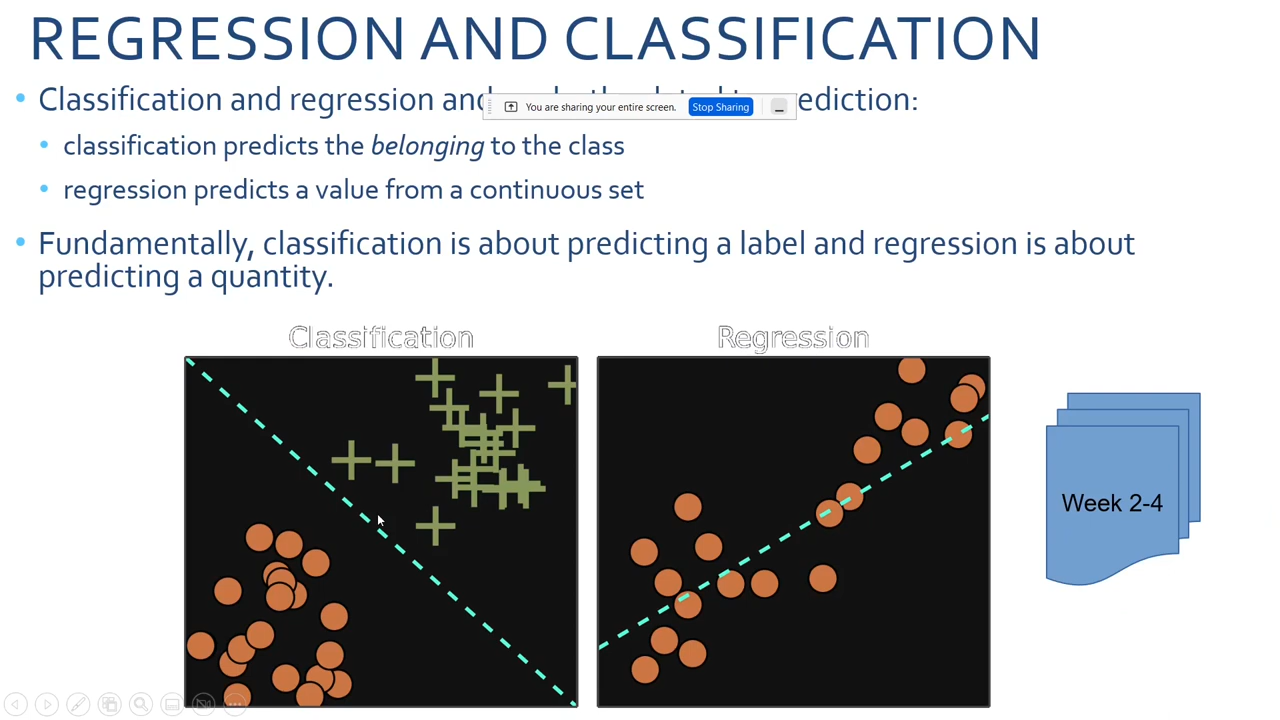 REGRESSION AND CLASSIFICATION
Classification and regression and ediction:
You are sharing your entire screen. Stop Sharing
classification predicts the belonging to the class
regression predicts a value from a continuous set
Fundamentally, classification is about predicting a label and regression is about
predicting a quantity.
Classification
Regression
Week 2-4